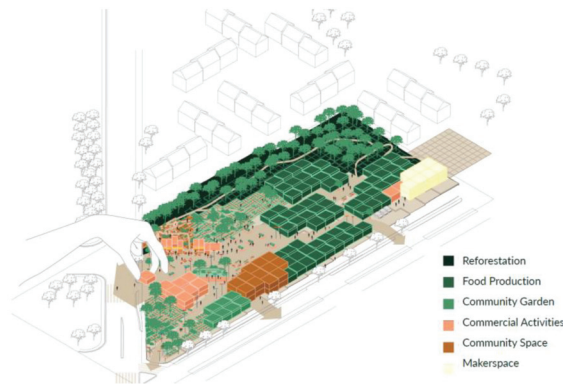 Reforestation
Food Production
Community Garden
Commercial Activities
Community Space
Makerspace